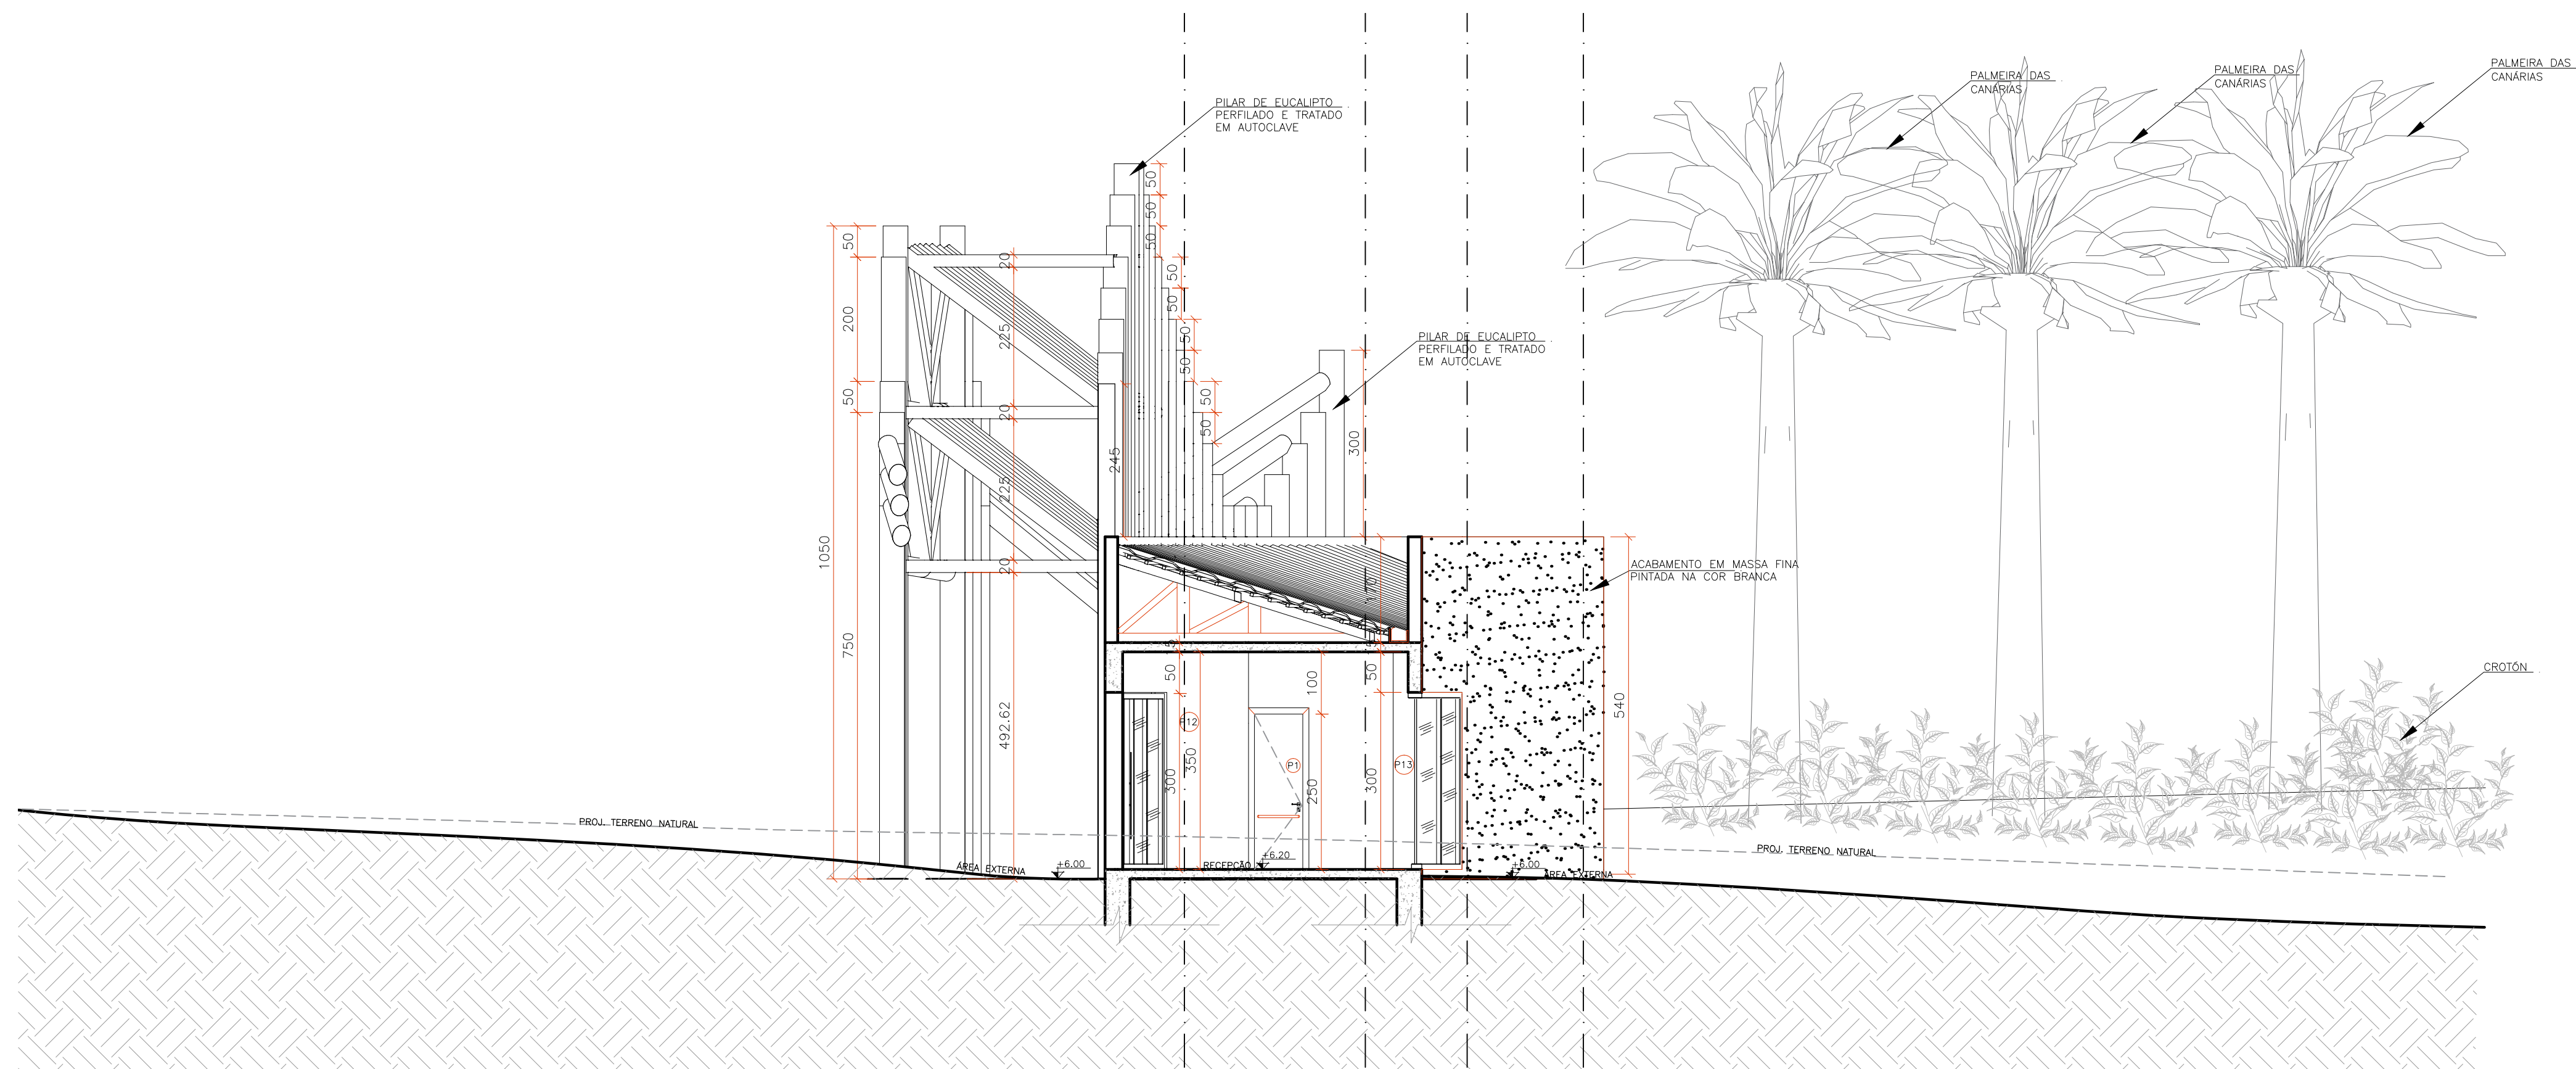 PALMEIRA DAS
CANÁRIAS
PALMEIRA DAS
CANÁRIAS
PALMEIRA DAS
CANÁRIAS
PILAR DE EUCALIPTO
PERFILADO E TRATADO
EM AUTOCLAVE
50
50
50
50
50
50
50
50
50
50
200
50
750
1050
20
225
20
225
20
492.62
245
300
PILAR DE EUCALIPTO
PERFILADO E TRATADO
EM AUTOCLAVE
170
ACABAMENTO EM MASSA FINA
PINTADA NA COR BRANCA
540
CROTÓN
50
100
50
P12
350
300
P1
250
300
P13
PROJ. TERRENO NATURAL
PROJ. TERRENO NATURAL
ÁREA EXTERNA
+6.00
RECEPÇÃO
+6.20
+6.00
ÁREA EXTERNA